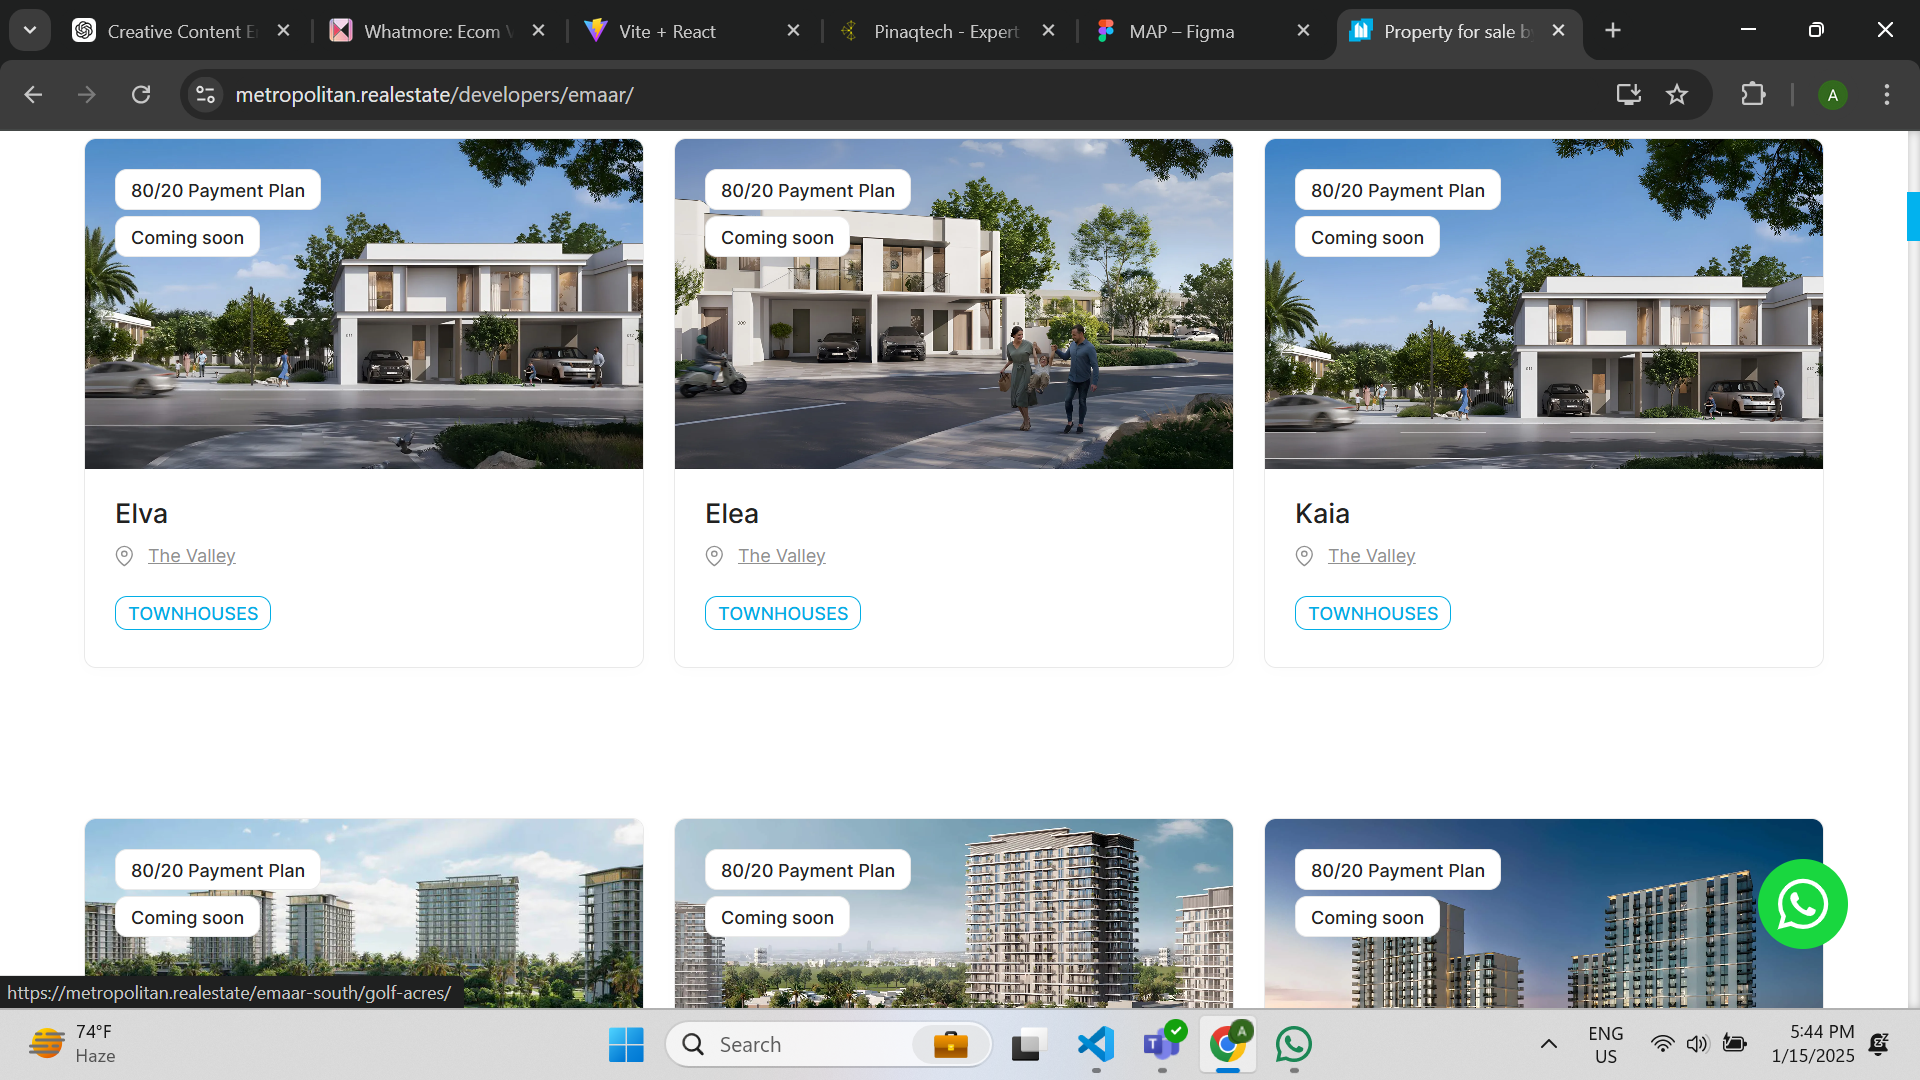 Creative Content E
Whatmore: Ecom V
Vite + React
Pinaqtech - Expert
MAP – Figma
Property for sale by
metropolitan.realestate/developers/emaar/
A
80/20 Payment Plan
Coming soon
Elva
The Valley
TOWNHOUSES
80/20 Payment Plan
Coming soon
Elea
The Valley
TOWNHOUSES
80/20 Payment Plan
Coming soon
Kaia
The Valley
TOWNHOUSES
80/20 Payment Plan
Coming soon
80/20 Payment Plan
Coming soon
80/20 Payment Plan
Coming soon
https://metropolitan.realestate/emaar-south/golf-acres/
74°F
Haze
Search
T
A
ENG
US
5:44 PM
1/15/2025